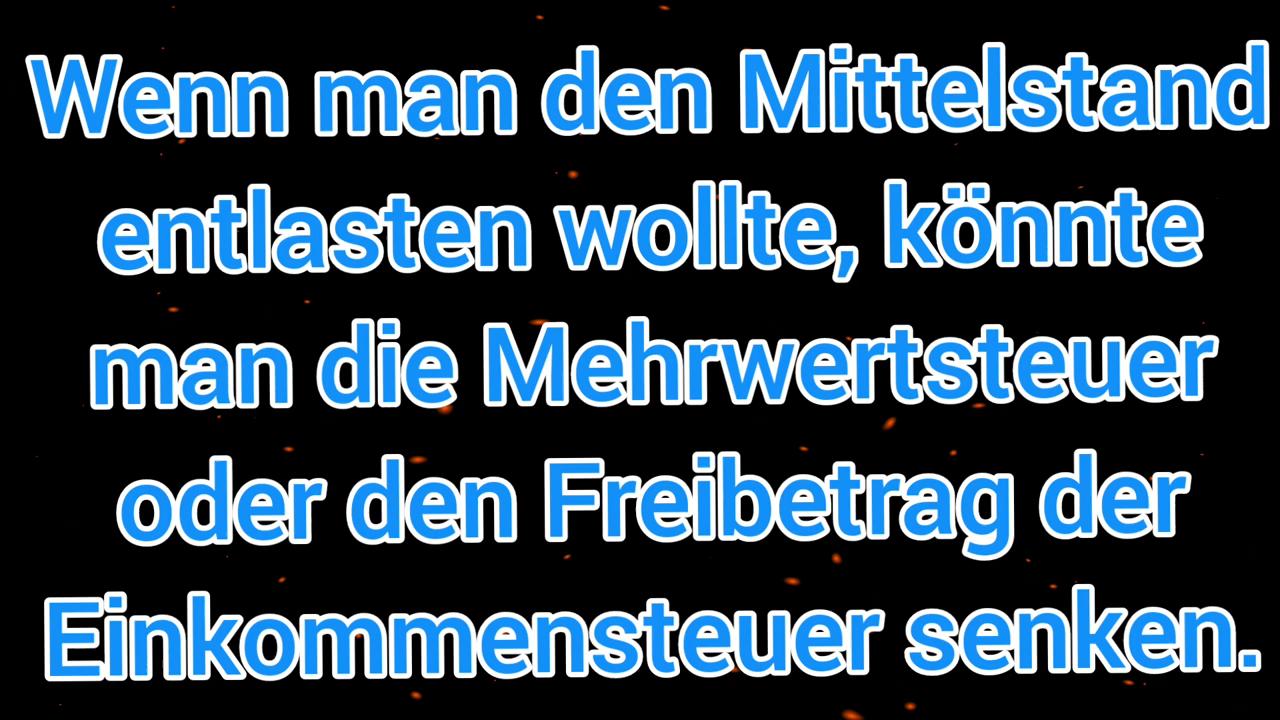 Wenn man den Mittelstand
entlasten wollte, könnte
man die Mehrwertsteuer
oder den Freibetrag der
Einkommensteuer senken.